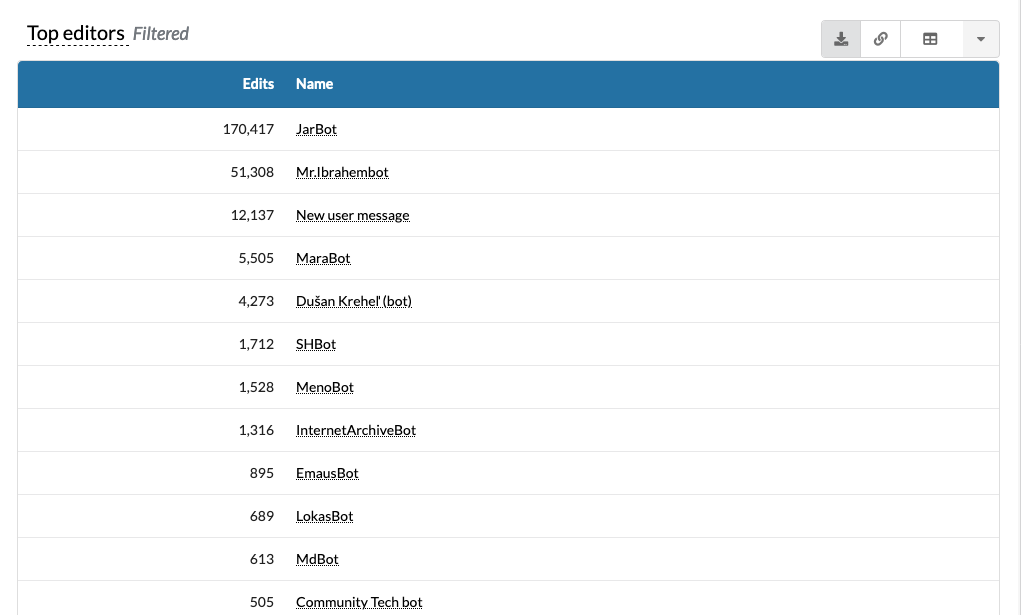 Top editors Filtered
Edits Name
170,417 JarBot
51,308 Mr.Ibrahembot
12,137 New user message
5,505 MaraBot
4,273 Dušan Kreheľ (bot)
1,712 SHBot
1,528 MenoBot
1,316 InternetArchiveBot
895 EmausBot
689 LokasBot
613 MdBot
505 Community Tech bot